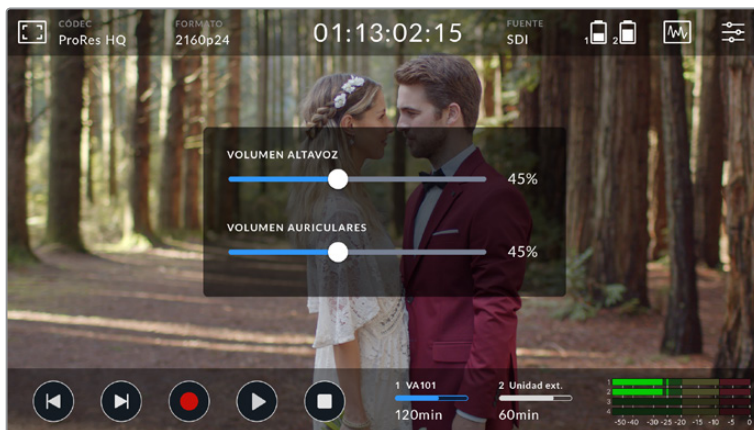 CÓDEC
ProRes HQ
FORMATO
2160p24
01:13:02:15
FUENTE
SDI
1
2
VOLUMEN ALTAVOZ
45%
VOLUMEN AURICULARES
45%
1 VA101
120min
2 Unidad ext.
60min
1
2
3
4
-50 -40 -30 -25 -20 -15 -10 -5 0